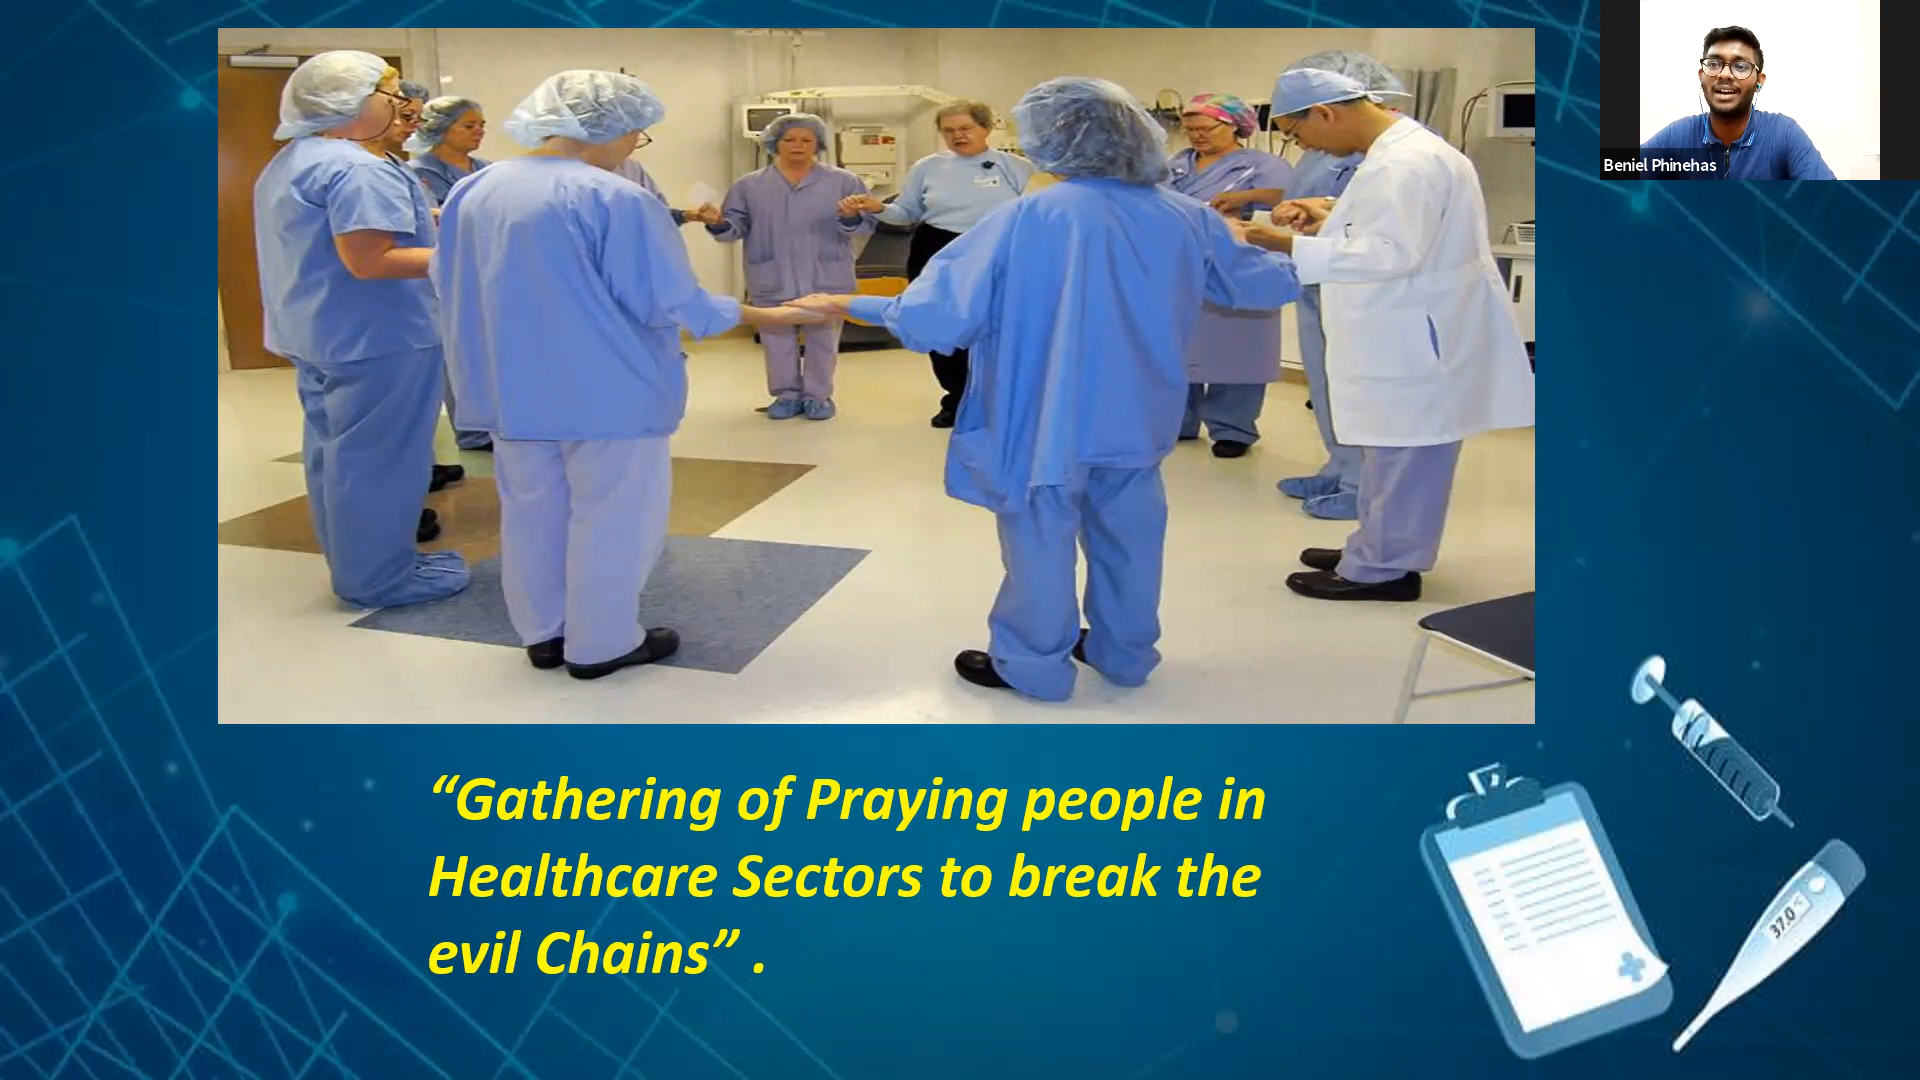 Beniel Phinehas
“Gathering of Praying people in
Healthcare Sectors to break the
evil Chains” .
37.0 °C